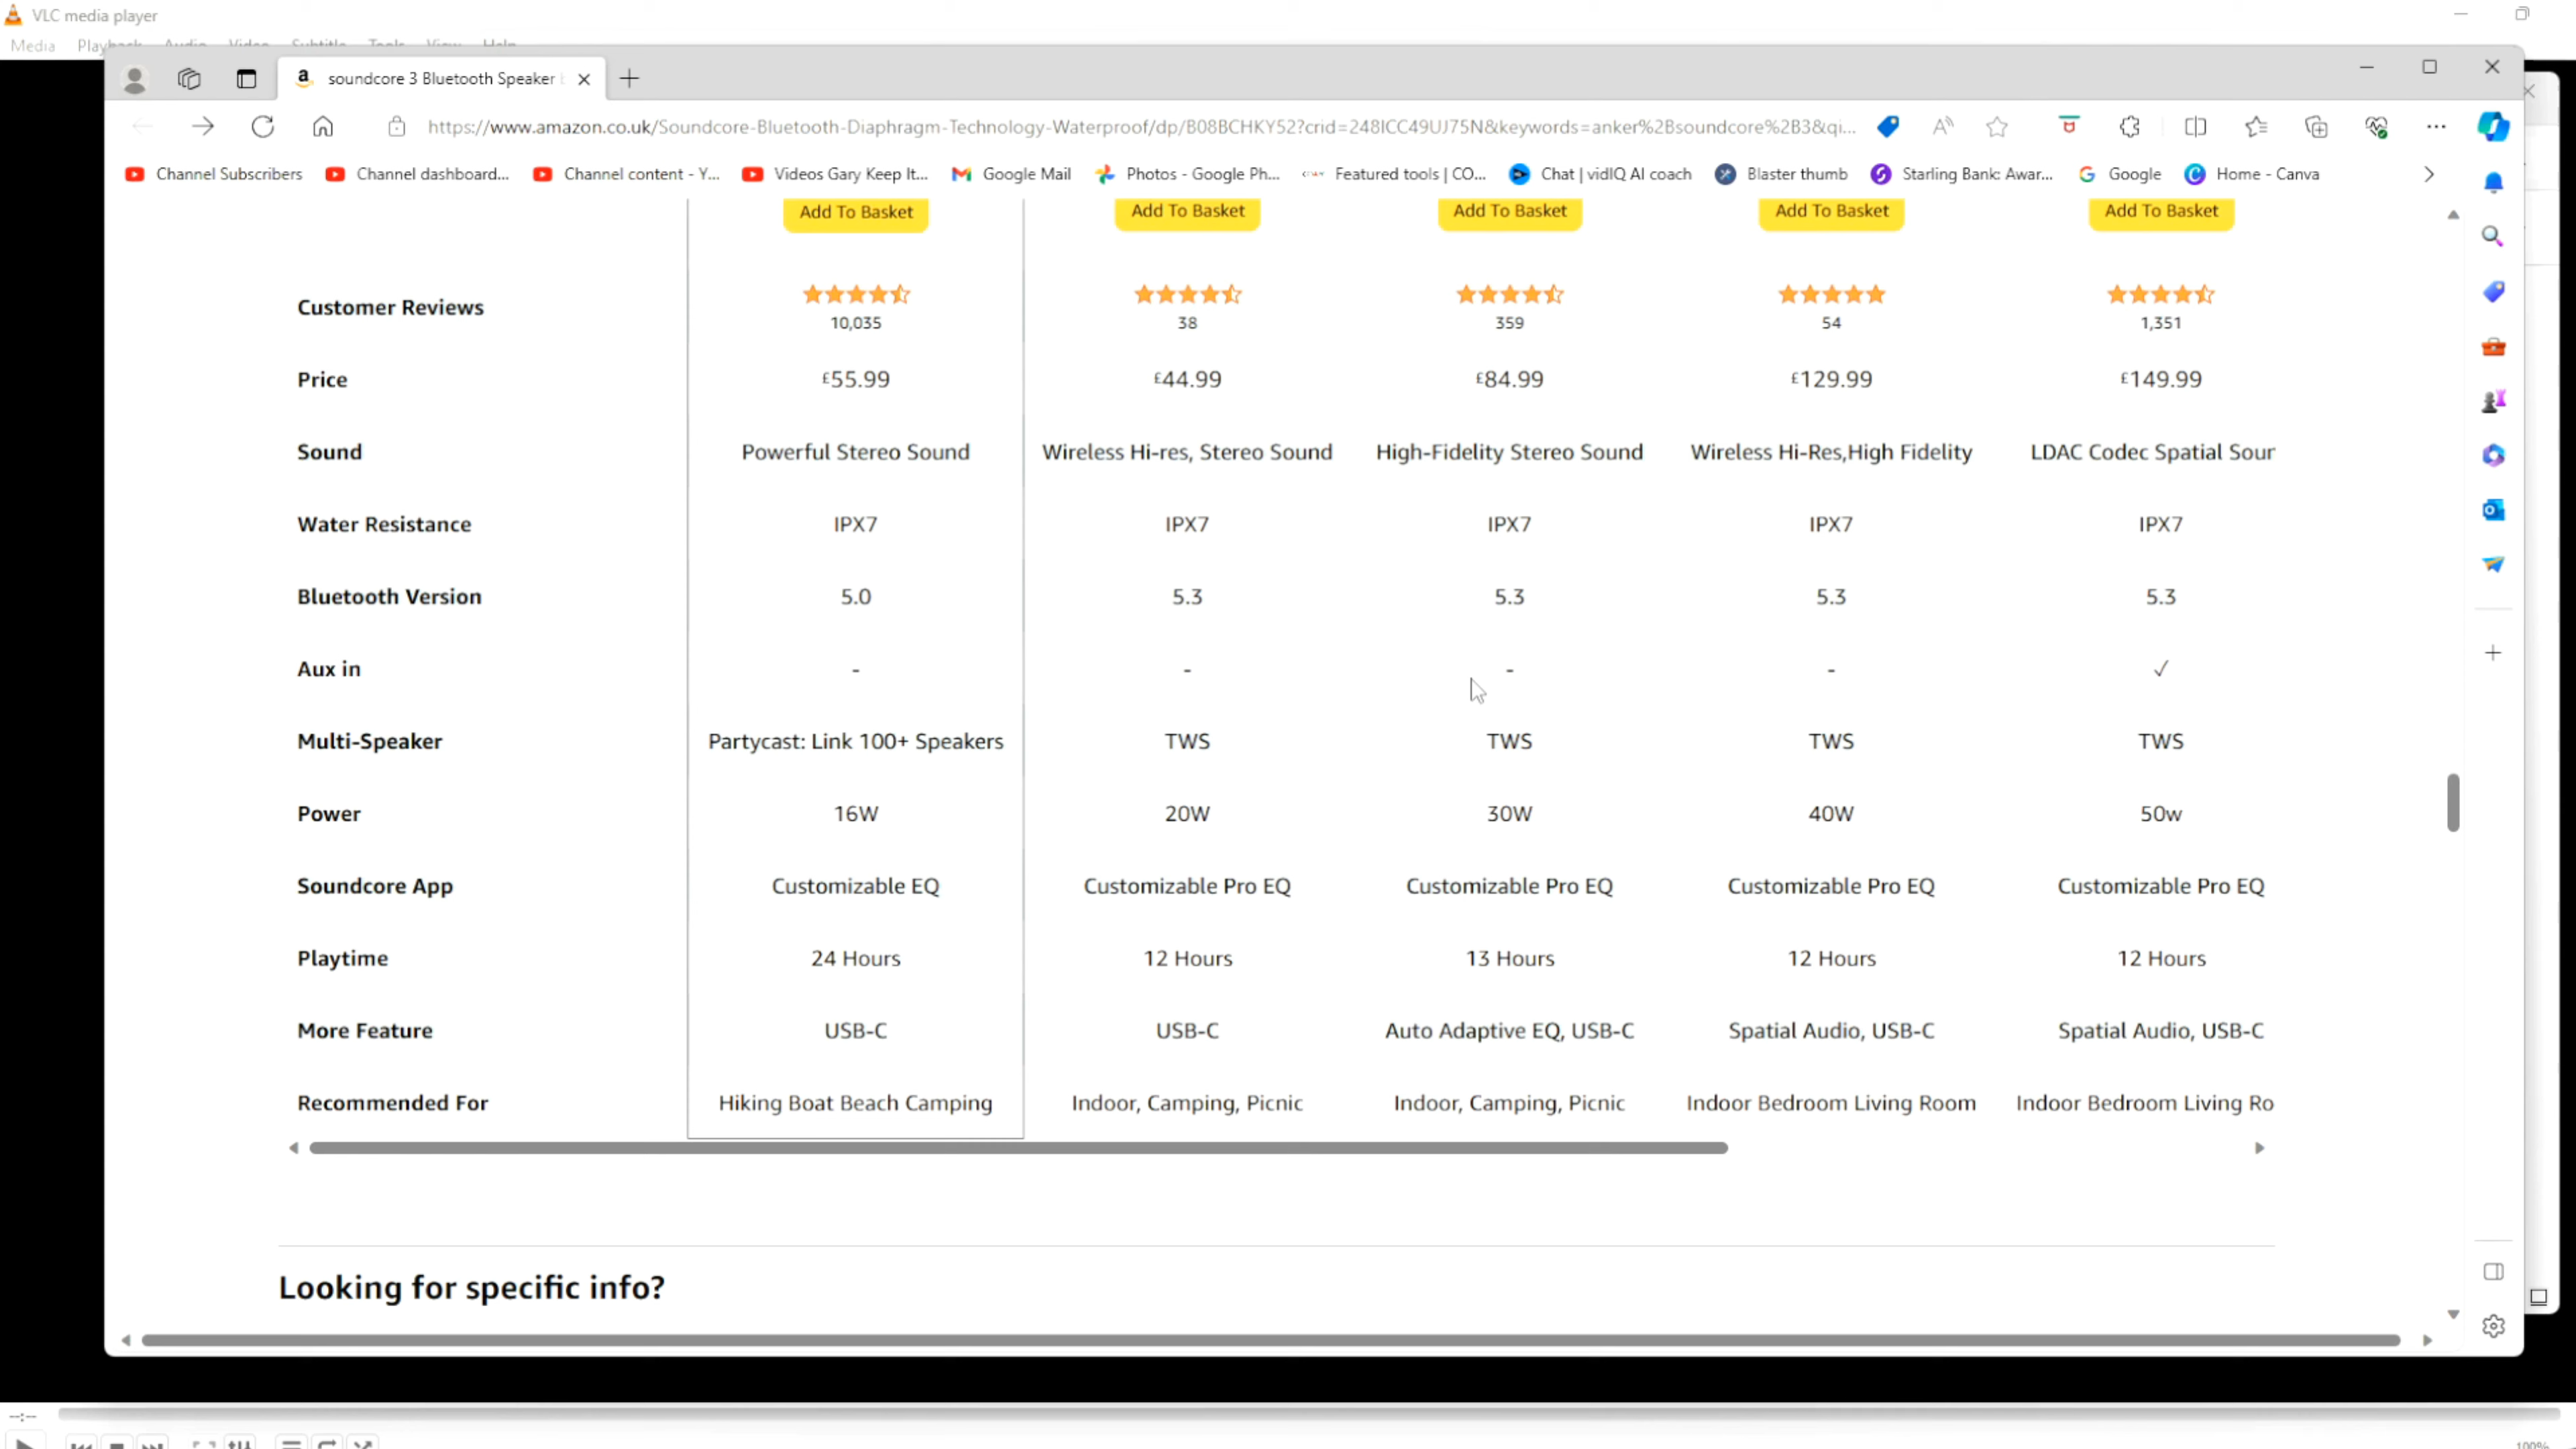 VLC media player
Media Playback Audio Video Subtitle Tools View Help
soundcore 3 Bluetooth Speaker
https://www.amazon.co.uk/Soundcore-Bluetooth-Diaphragm-Technology-Waterproof/dp/B08BCHKY52?crid=248ICC49UJ75N&keywords=anker%2Bsoundcore%2B3&qi...
Channel Subscribers Channel dashboard... Channel content - Y... Videos Gary Keep It... Google Mail Photos - Google Ph... Featured tools | CO... Chat | vidIQ AI coach Blaster thumb Starling Bank: Awar... Google Home - Canva
Add To Basket Add To Basket Add To Basket Add To Basket Add To Basket
Customer Reviews 10,035 38 359 54 1,351
Price £55.99 £44.99 £84.99 £129.99 £149.99
Sound Powerful Stereo Sound Wireless Hi-res, Stereo Sound High-Fidelity Stereo Sound Wireless Hi-Res,High Fidelity LDAC Codec Spatial Soun
Water Resistance IPX7 IPX7 IPX7 IPX7 IPX7
Bluetooth Version 5.0 5.3 5.3 5.3 5.3
Aux in - - - - ✓
Multi-Speaker Partycast: Link 100+ Speakers TWS TWS TWS TWS
Power 16W 20W 30W 40W 50w
Soundcore App Customizable EQ Customizable Pro EQ Customizable Pro EQ Customizable Pro EQ Customizable Pro EQ
Playtime 24 Hours 12 Hours 13 Hours 12 Hours 12 Hours
More Feature USB-C USB-C Auto Adaptive EQ, USB-C Spatial Audio, USB-C Spatial Audio, USB-C
Recommended For Hiking Boat Beach Camping Indoor, Camping, Picnic Indoor, Camping, Picnic Indoor Bedroom Living Room Indoor Bedroom Living Ro
Looking for specific info?
--:--
100%